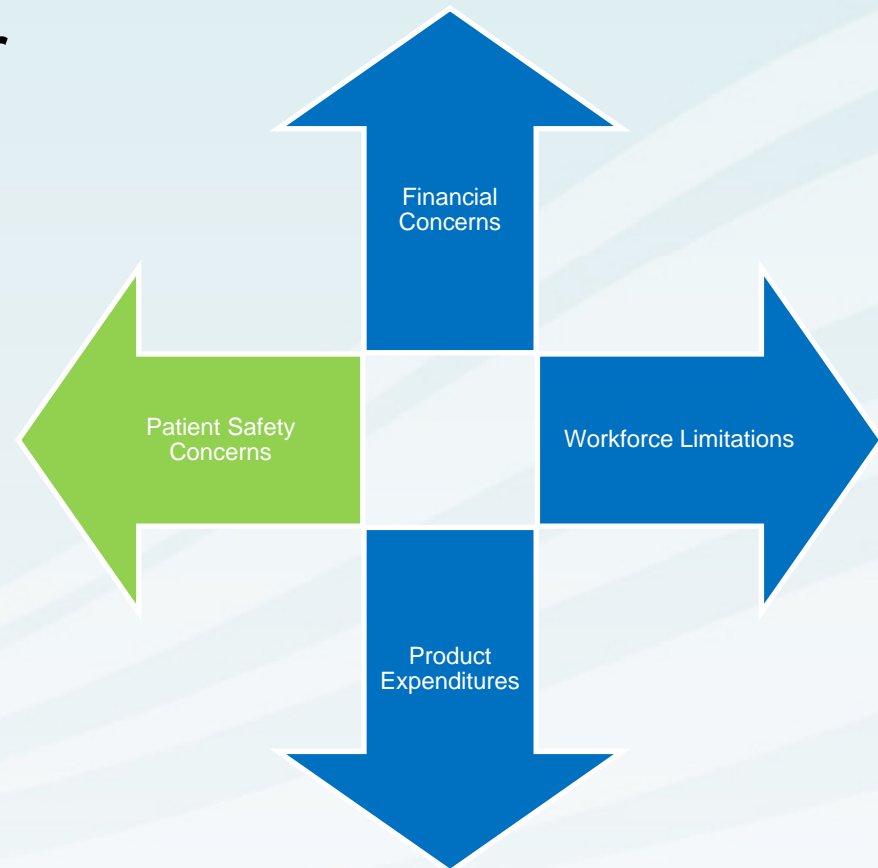 Financial
Concerns
Patient Safety
Concerns
Workforce Limitations
Product
Expenditures